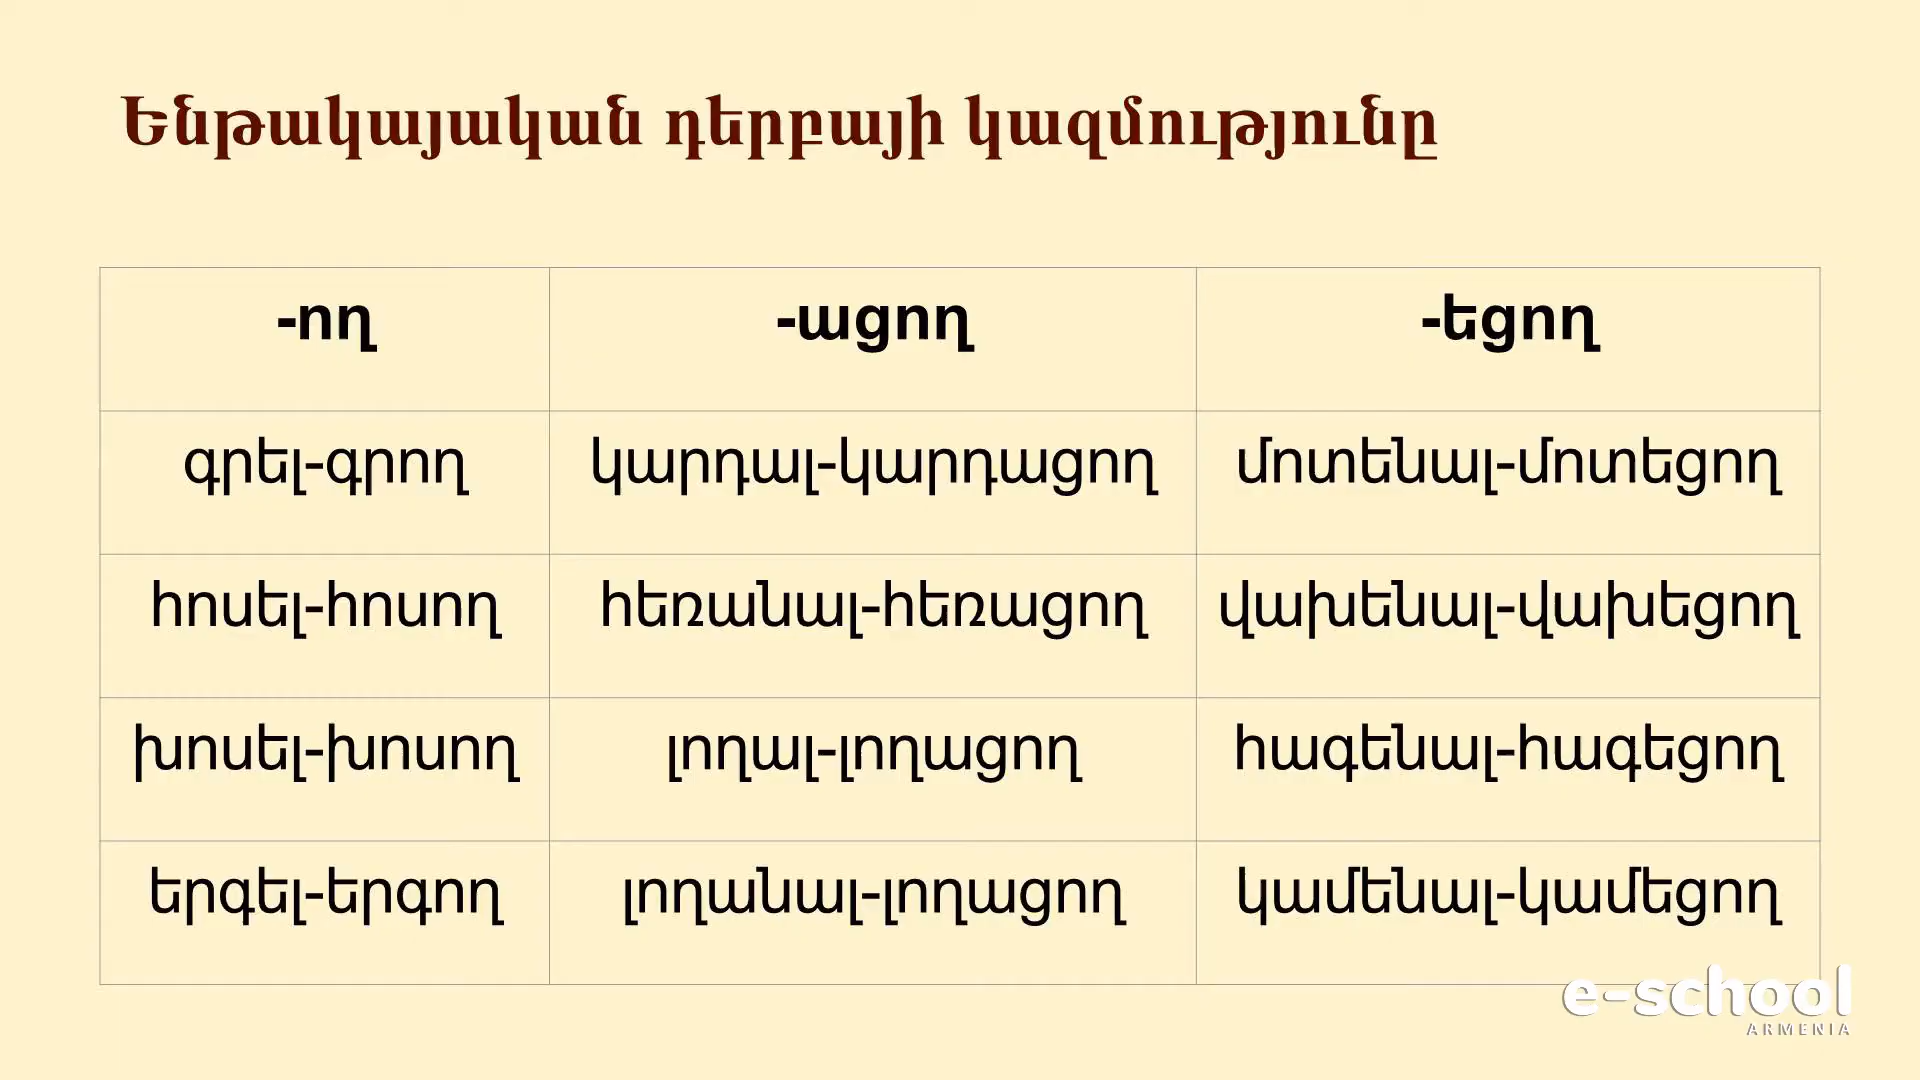 Ենթակայական դերբայի կազմությունը
-ող -ացող -եցող
գրել-գրող կարդալ-կարդացող մոտենալ-մոտեցող
հոսել-հոսող հեռանալ-հեռացող վախենալ-վախեցող
խոսել-խոսող լողալ-լողացող հագենալ-հագեցող
երգել-երգող լողանալ-լողացող կամենալ-կամեցող
e-school
ARMENIA